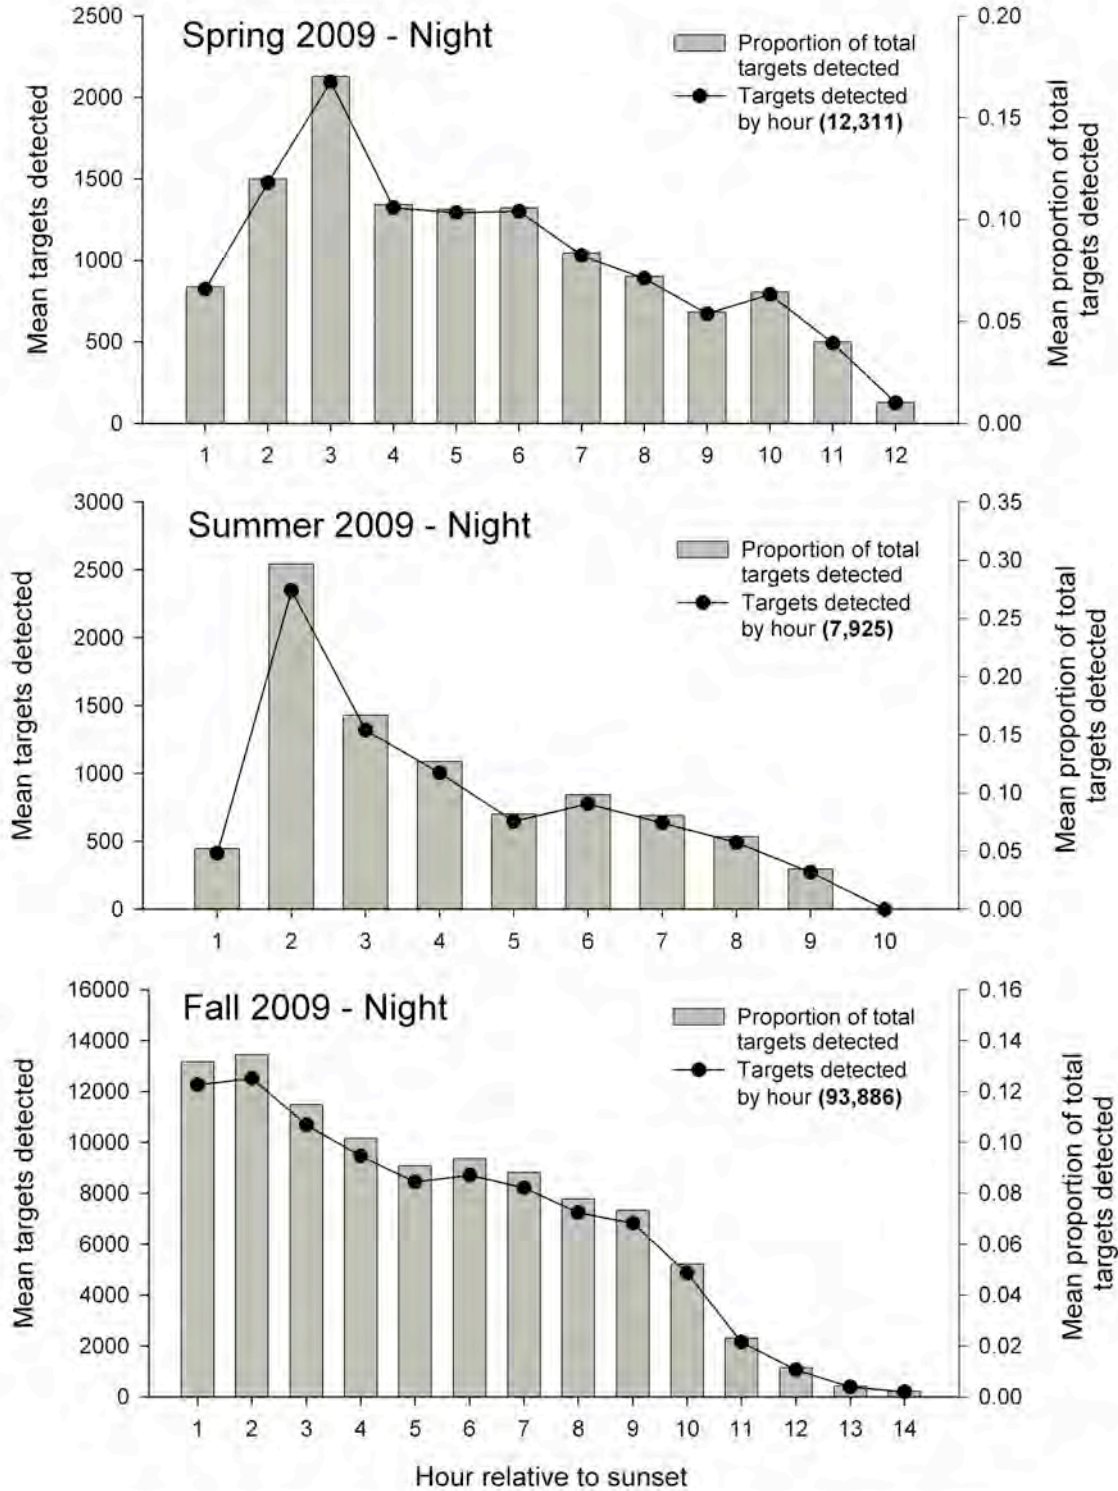 Spring 2009 - Night
Proportion of total
targets detected
Targets detected
by hour (12,311)
Mean targets detected
2500
2000
1500
1000
500
0
Mean proportion of total
targets detected
0.20
0.15
0.10
0.05
0.00
1 2 3 4 5 6 7 8 9 10 11 12
Summer 2009 - Night
Proportion of total
targets detected
Targets detected
by hour (7,925)
Mean targets detected
3000
2500
2000
1500
1000
500
0
Mean proportion of total
targets detected
0.35
0.30
0.25
0.20
0.15
0.10
0.05
0.00
1 2 3 4 5 6 7 8 9 10
Fall 2009 - Night
Proportion of total
targets detected
Targets detected
by hour (93,886)
Mean targets detected
16000
14000
12000
10000
8000
6000
4000
2000
0
Mean proportion of total
targets detected
0.16
0.14
0.12
0.10
0.08
0.06
0.04
0.02
0.00
1 2 3 4 5 6 7 8 9 10 11 12 13 14
Hour relative to sunset